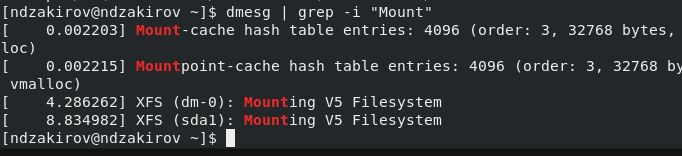 [ndzakirov@ndzakirov ~]$ dmesg | grep -i "Mount"
[    0.002203] Mount-cache hash table entries: 4096 (order: 3, 32768 bytes,
loc)
[    0.002215] Mountpoint-cache hash table entries: 4096 (order: 3, 32768 by
 vmalloc)
[    4.286262] XFS (dm-0): Mounting V5 Filesystem
[    8.834982] XFS (sda1): Mounting V5 Filesystem
[ndzakirov@ndzakirov ~]$